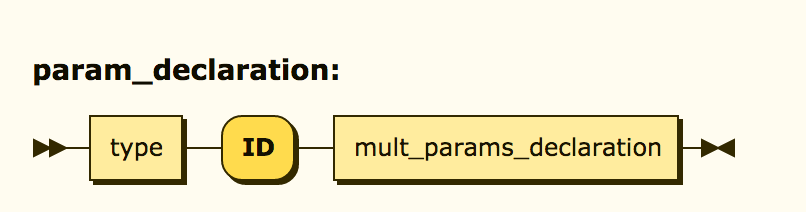 param_declaration:
type ID mult_params_declaration